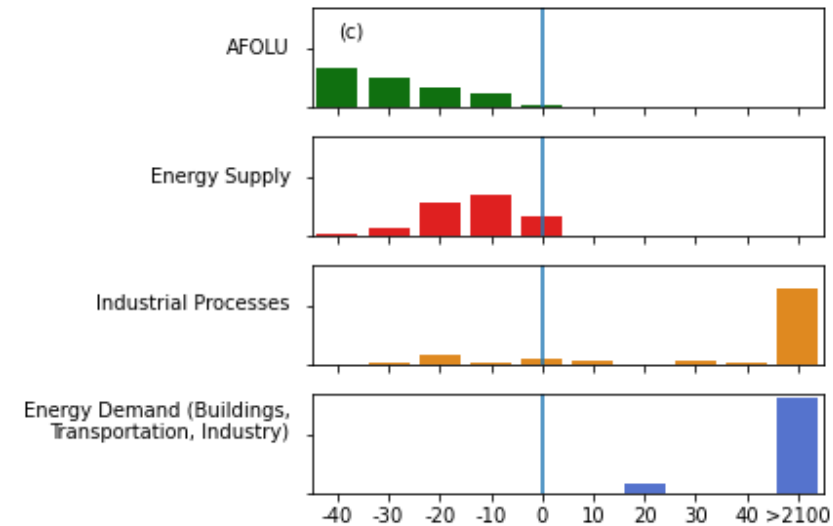 (c)
AFOLU
Energy Supply
Industrial Processes
Energy Demand (Buildings,
Transportation, Industry)
-40 -30 -20 -10 0 10 20 30 40 >2100